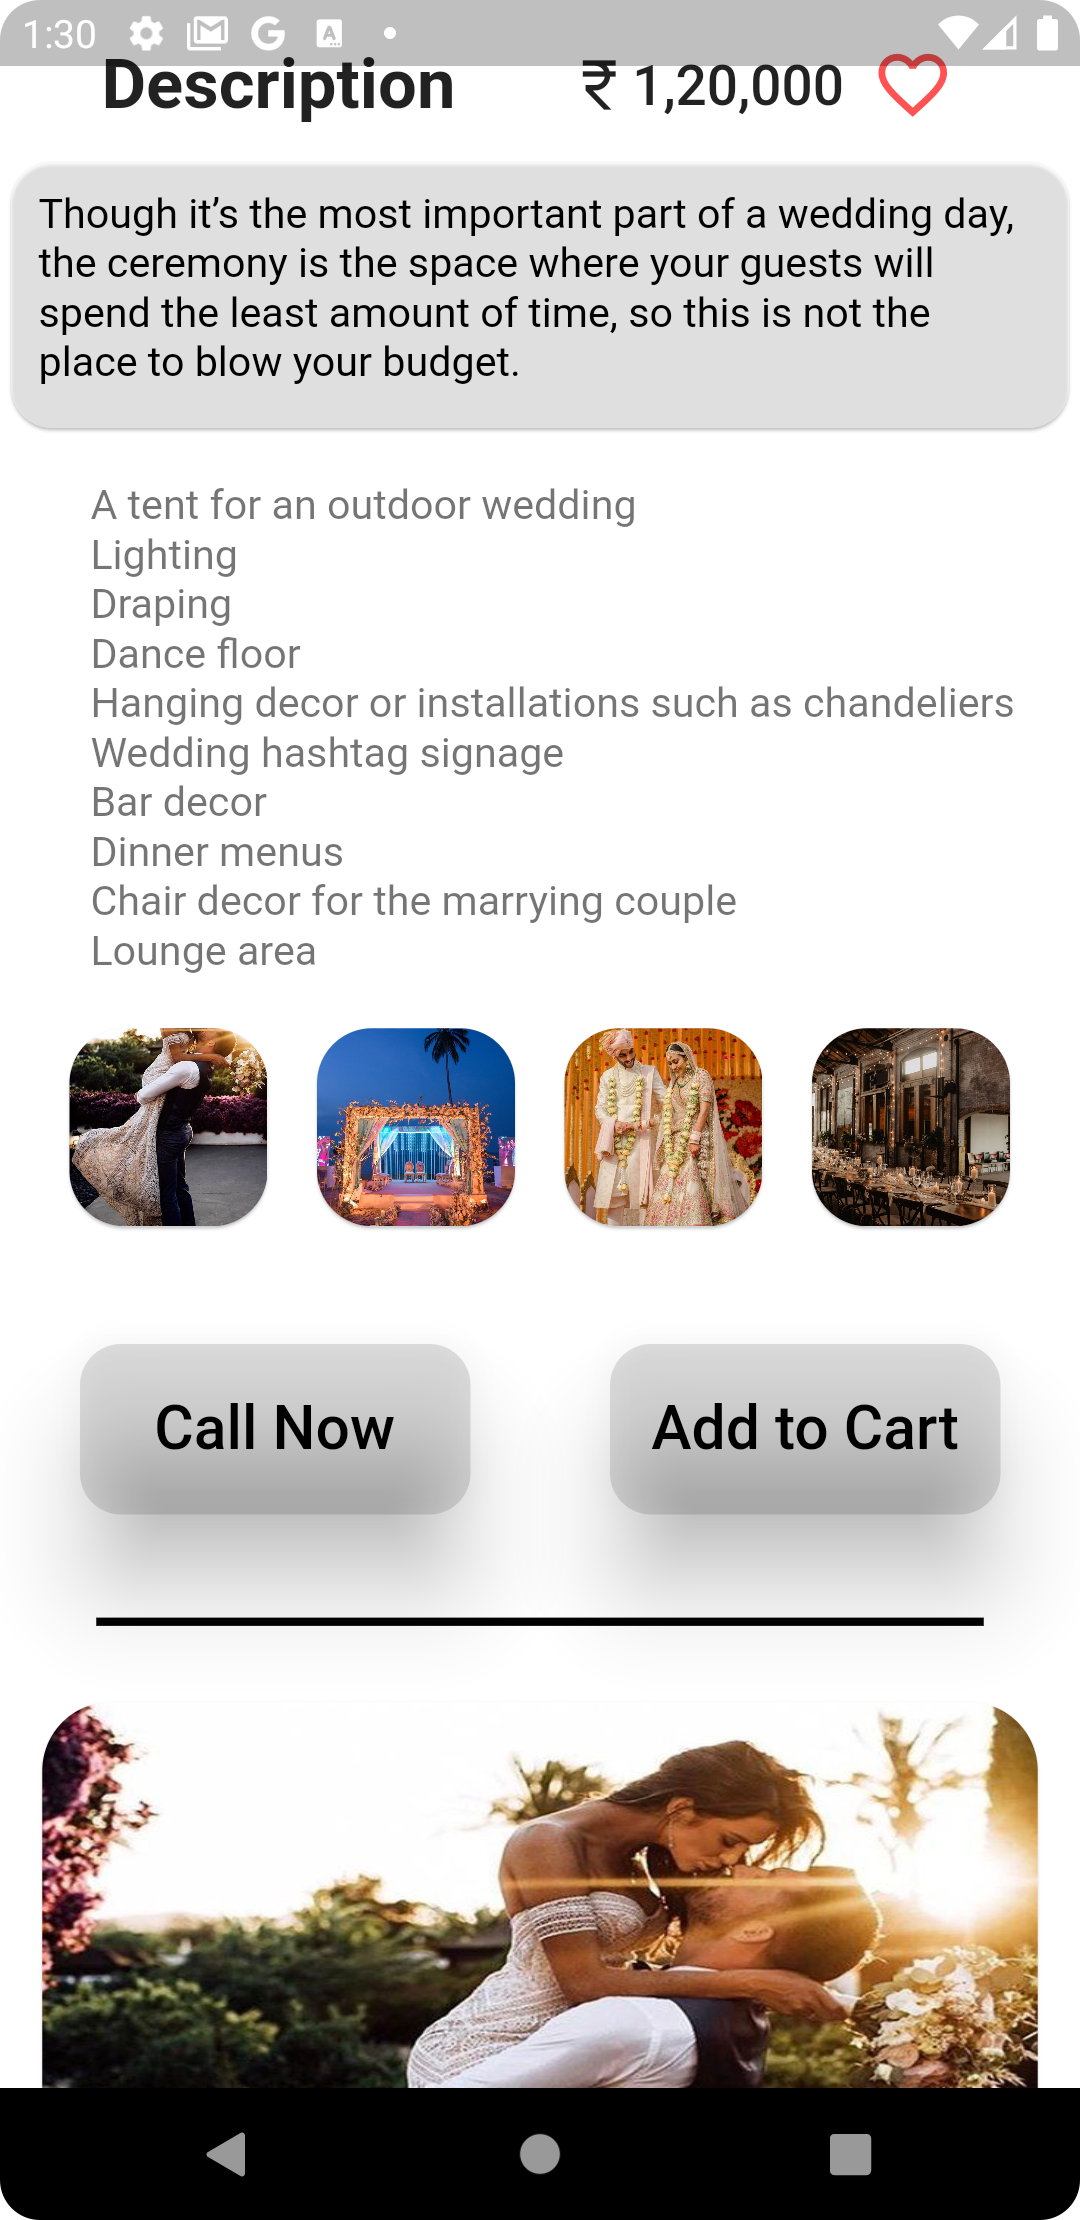 1:30
Description ₹ 1,20,000
Though it’s the most important part of a wedding day,
the ceremony is the space where your guests will
spend the least amount of time, so this is not the
place to blow your budget.
A tent for an outdoor wedding
Lighting
Draping
Dance floor
Hanging decor or installations such as chandeliers
Wedding hashtag signage
Bar decor
Dinner menus
Chair decor for the marrying couple
Lounge area
Call Now Add to Cart